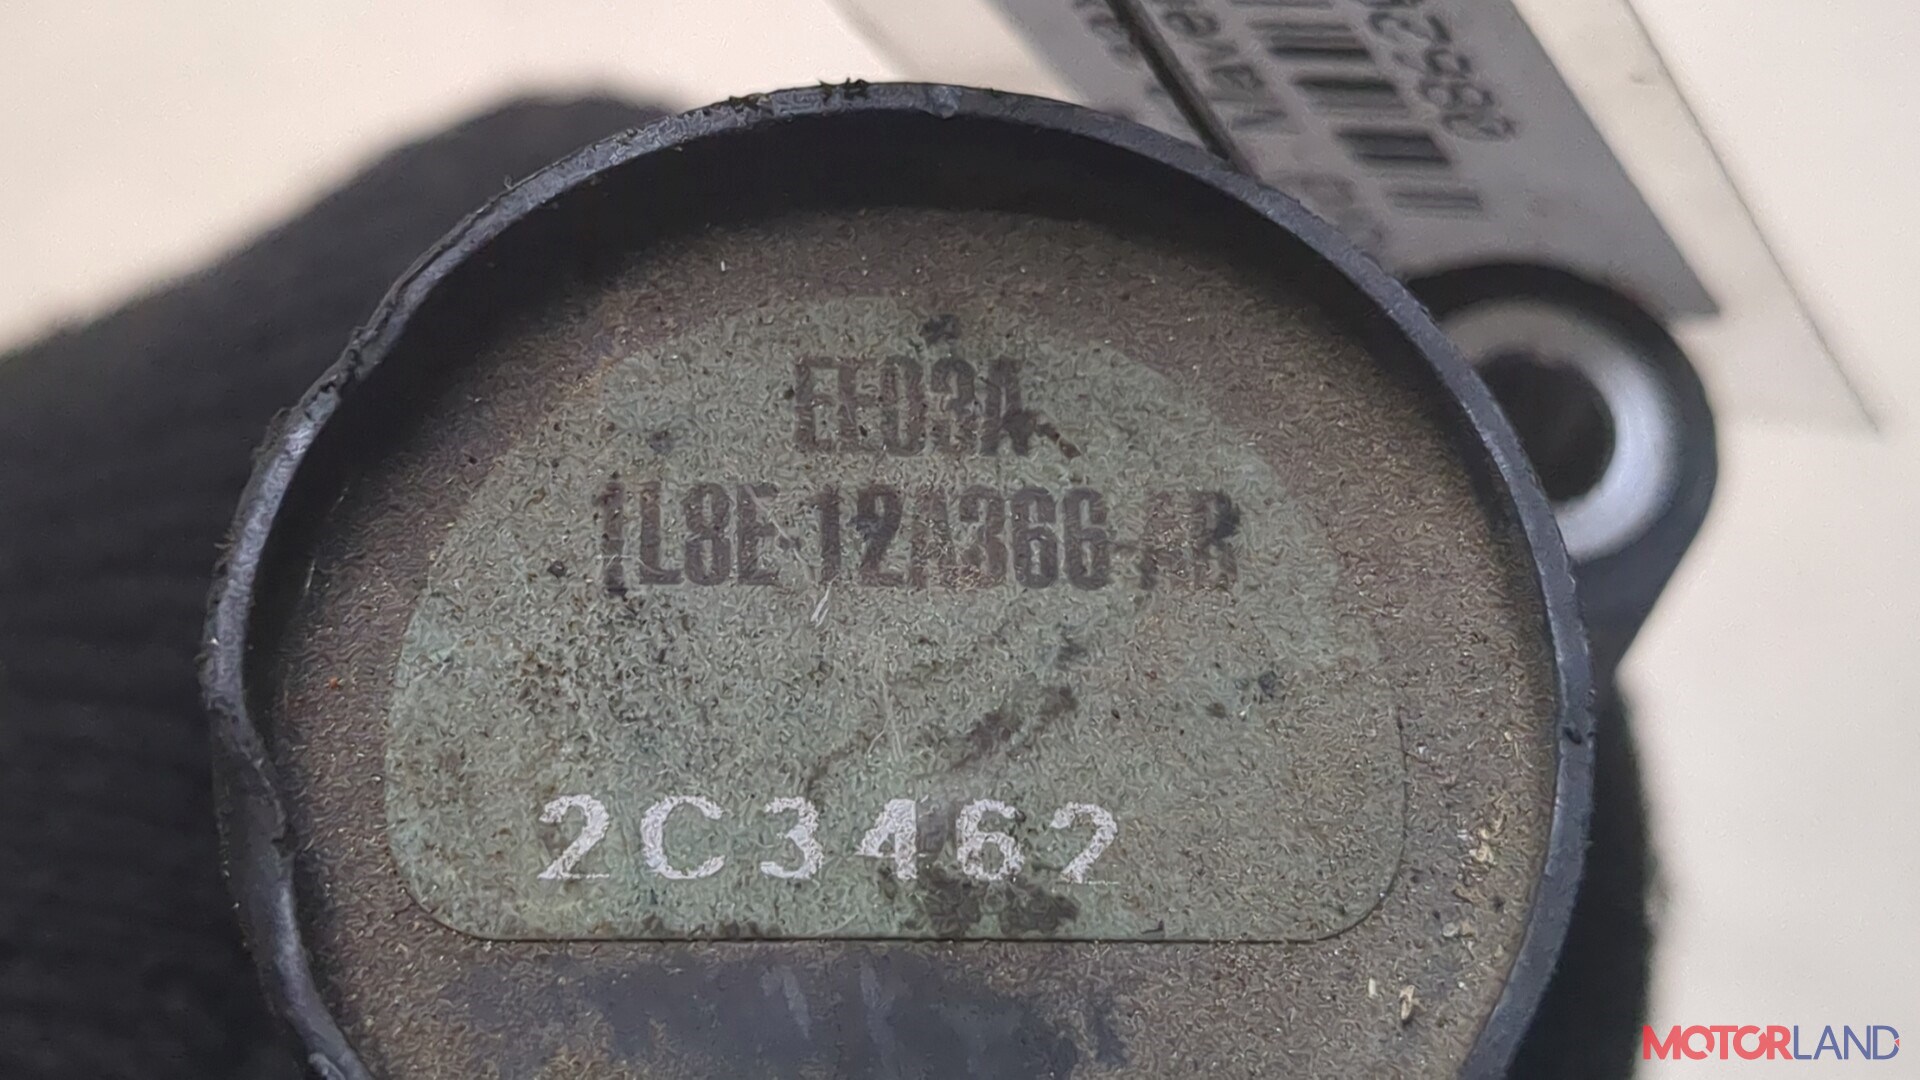 EE03A
1L8E-12A366-AB
2C3462
MOTORLAND